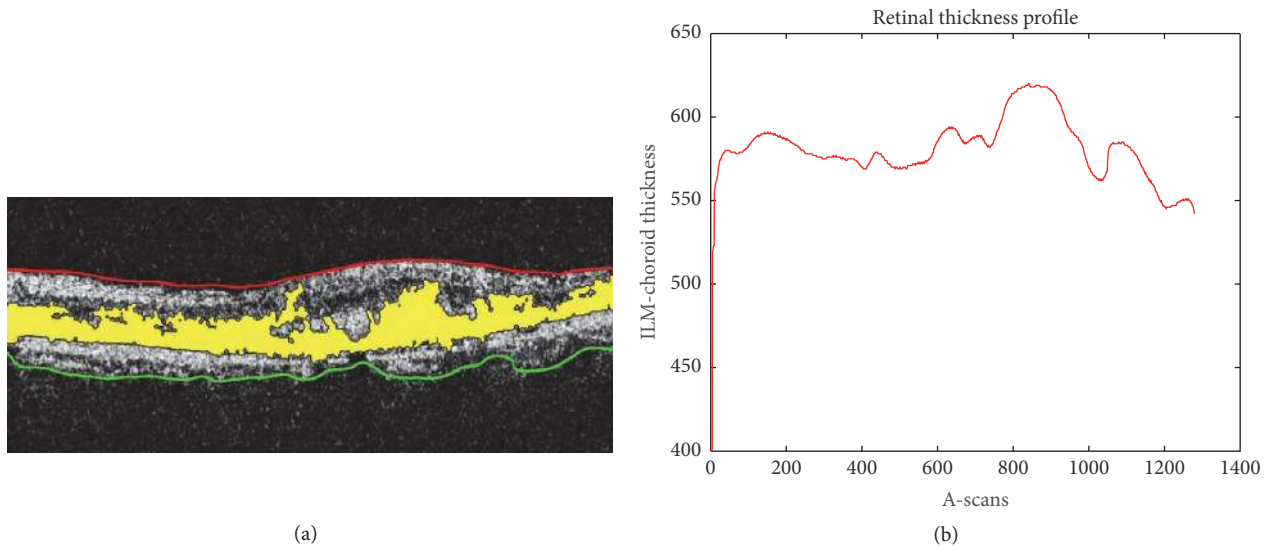 Retinal thickness profile
650
600
550
500
450
400
ILM-choroid thickness
0 200 400 600 800 1000 1200 1400
A-scans
(a)
(b)